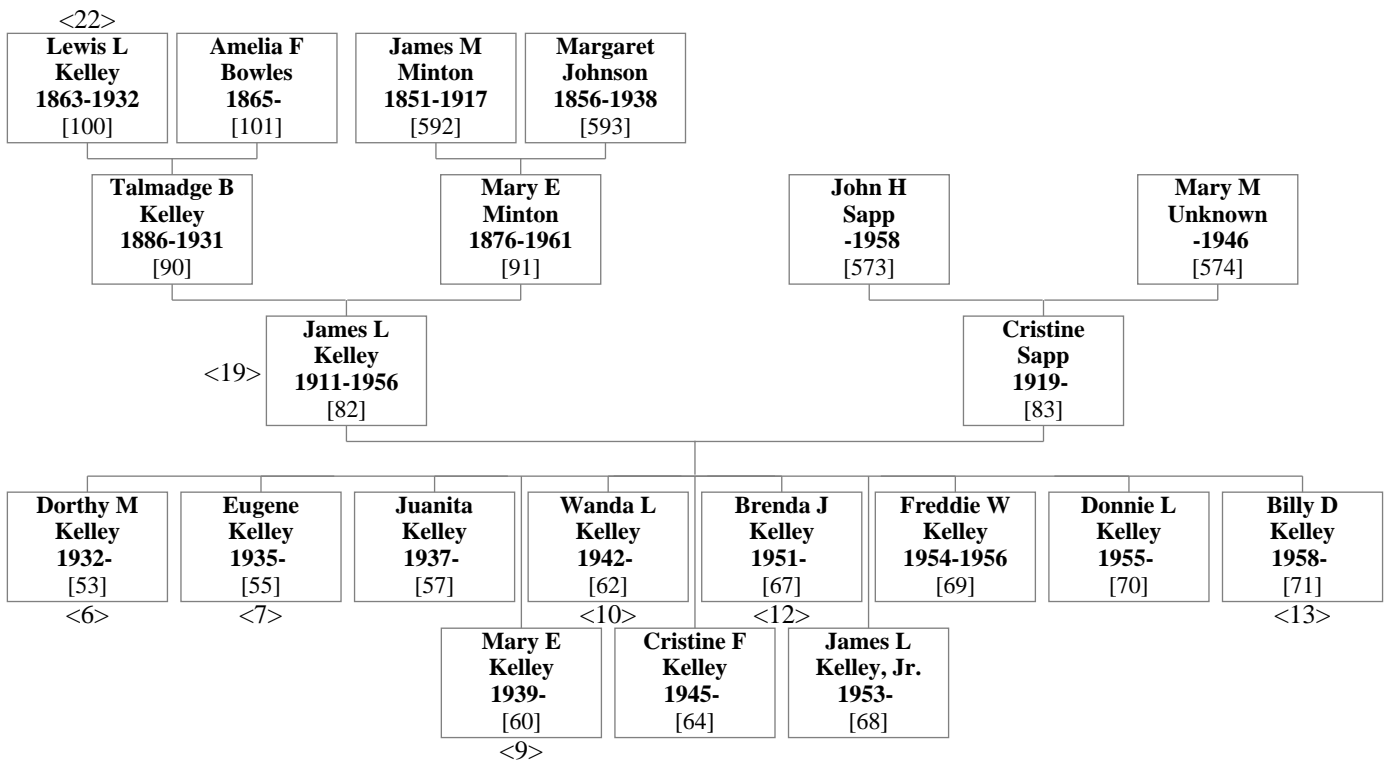 <22>
Lewis L
Kelley
1863-1932
[100]
Amelia F
Bowles
1865-
[101]
James M
Minton
1851-1917
[592]
Margaret
Johnson
1856-1938
[593]
Talmadge B
Kelley
1886-1931
[90]
Mary E
Minton
1876-1961
[91]
John H
Sapp
-1958
[573]
Mary M
Unknown
-1946
[574]
<19>
James L
Kelley
1911-1956
[82]
Cristine
Sapp
1919-
[83]
Dorthy M
Kelley
1932-
[53]
<6>
Eugene
Kelley
1935-
[55]
<7>
Juanita
Kelley
1937-
[57]
Wanda L
Kelley
1942-
[62]
<10>
Brenda J
Kelley
1951-
[67]
<12>
Freddie W
Kelley
1954-1956
[69]
Donnie L
Kelley
1955-
[70]
Billy D
Kelley
1958-
[71]
<13>
Mary E
Kelley
1939-
[60]
<9>
Cristine F
Kelley
1945-
[64]
James L
Kelley, Jr.
1953-
[68]